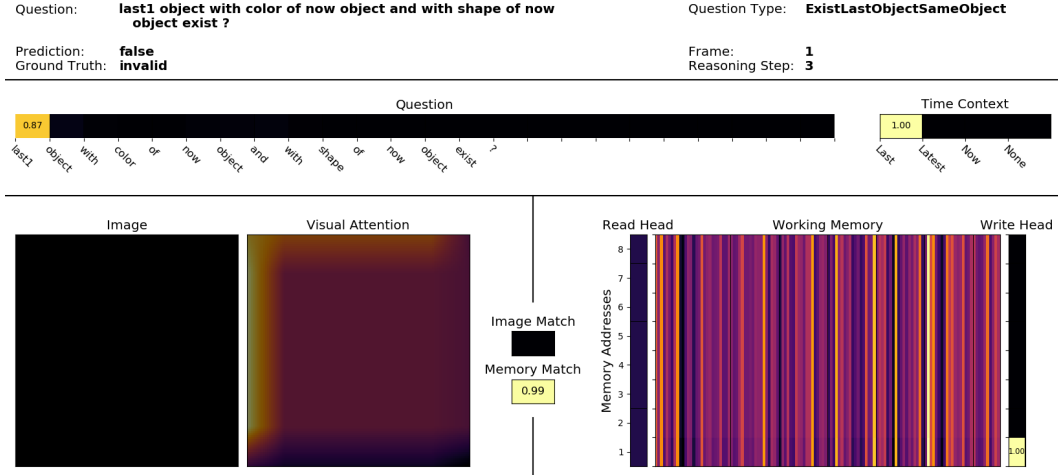 Question: last1 object with color of now object and with shape of now
object exist ?
Question Type: ExistLastObjectSameObject
Prediction: false
Ground Truth: invalid
Frame: 1
Reasoning Step: 3
Question
0.87
last1 object with color of now object and with shape of now object exist ?
Time Context
1.00
Last Latest Now None
Image
Visual Attention
Image Match
Memory Match
0.99
Read Head
Working Memory
Write Head
Memory Addresses
8
7
6
5
4
3
2
1
1.00